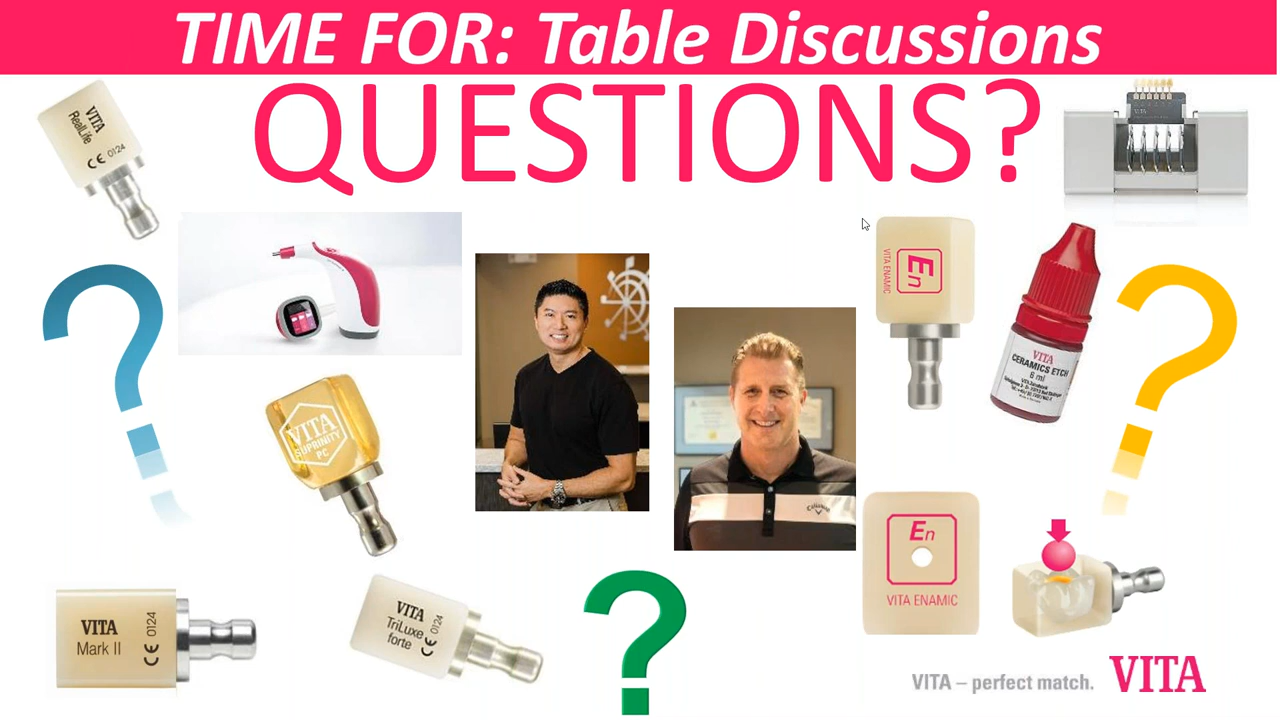 TIME FOR: Table Discussions
QUESTIONS?
VITA
RealLife
CE 0124
?
VITA
SUPRINITY
PC
En
VITA ENAMIC
VITA
CERAMICS ETCH
6 ml
?
Callaway
En
VITA ENAMIC
VITA
Mark II
CE 0124
VITA
TriLuxe
forte
CE 0124
?
VITA – perfect match. VITA